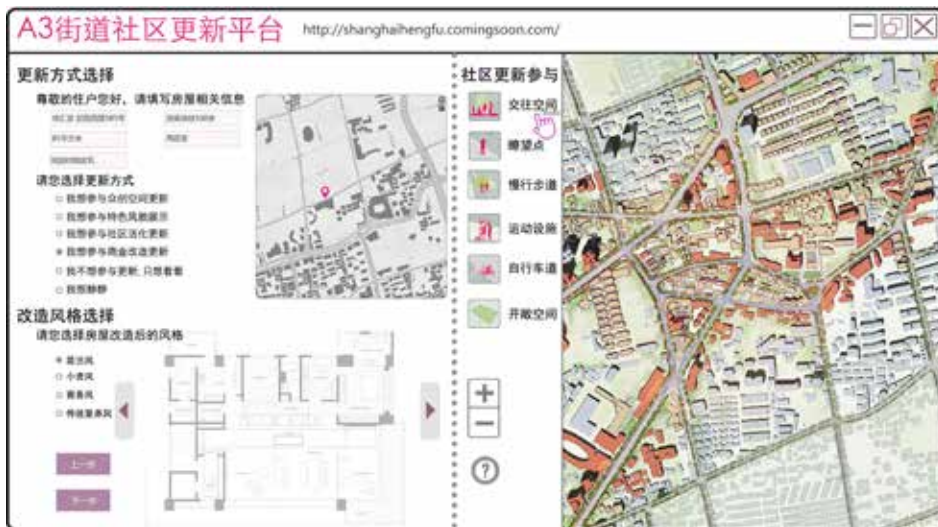 A3街道社区更新平台 http://shanghaihengfu.comingsoon.com/
更新方式选择
尊敬的住户您好，请填写房屋相关信息
请您选择更新方式
我想参与众创空间更新
我想参与特色风貌展示
我想参与社区活化更新
我想参与商业改造更新
我不想参与更新，只想看看
我想静静
改造风格选择
请您选择房屋改造后的风格
简洁风
小资风
商务风
传统复条风
上一步
下一步
社区更新参与
交往空间
瞭望点
慢行步道
运动设施
自行车道
开敞空间
+
−
?